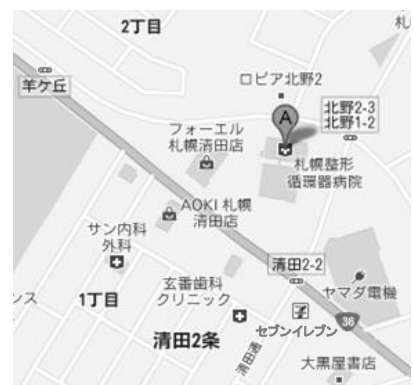 2丁目
札
羊ケ丘
ロピア北野2
A
北野2-3
北野1-2
フォーエル
札幌清田店
札幌整形
循環器病院
AOKI 札幌
清田店
サン内科
外科
清田2-2
ンス
1丁目
玄番歯科
クリニック
ヤマダ電機
36
セブンイレブン
清田2条
清田通
大黒屋書店